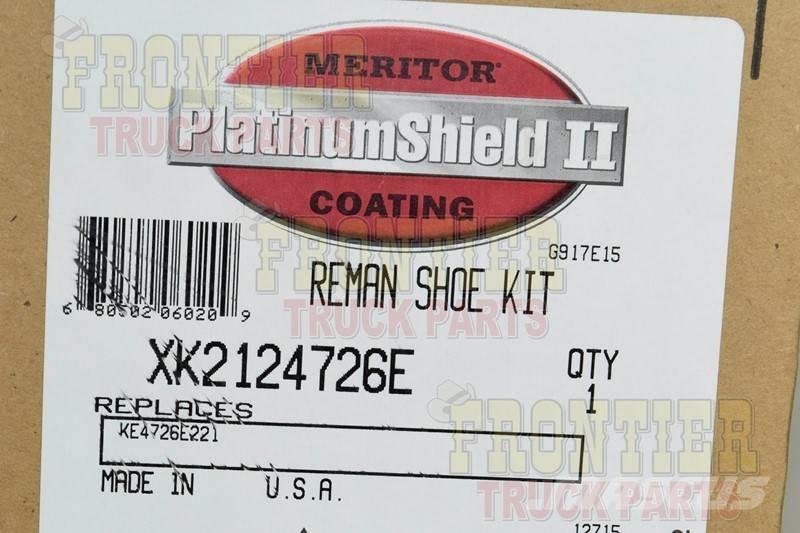 FRONTIER
TRUCK PARTS
MERITOR
PlatinumShield II
COATING
G917E15
FRONTIER
TRUCK PARTS
REMAN SHOE KIT
6 80502 06020 9
XK2124726E
QTY
1
REPLACES
KE4726E221
FRONTIER
TRUCK PARTS
MADE IN U.S.A.
12715